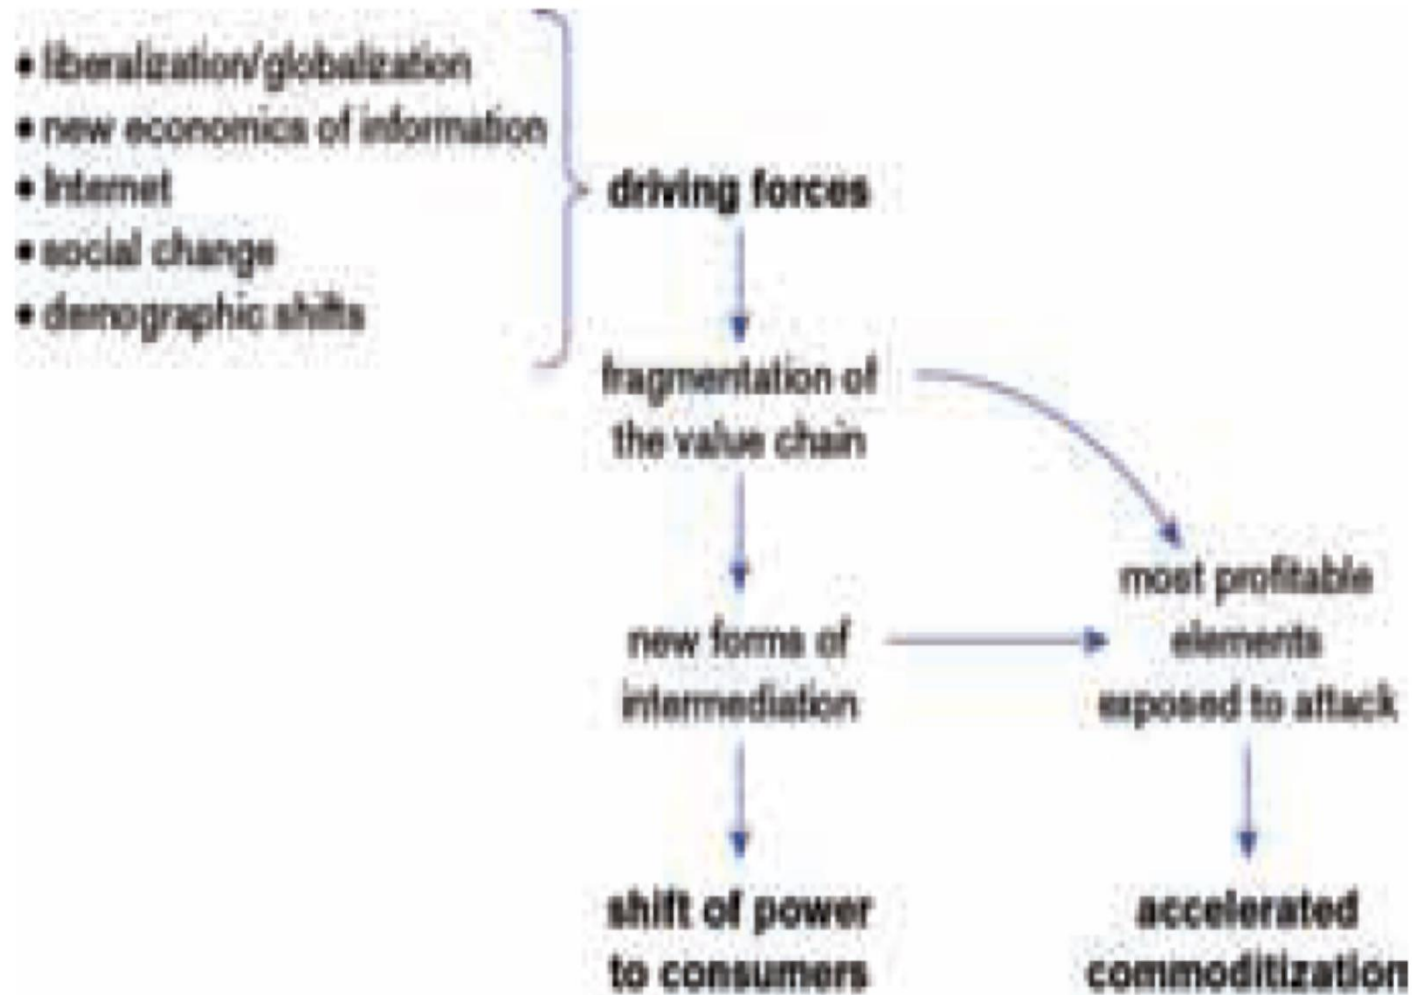 • liberalization/globalization
• new economics of information
• Internet
• social change
• demographic shifts
driving forces
fragmentation of
the value chain
new forms of
intermediation
most profitable
elements
exposed to attack
shift of power
to consumers
accelerated
commoditization